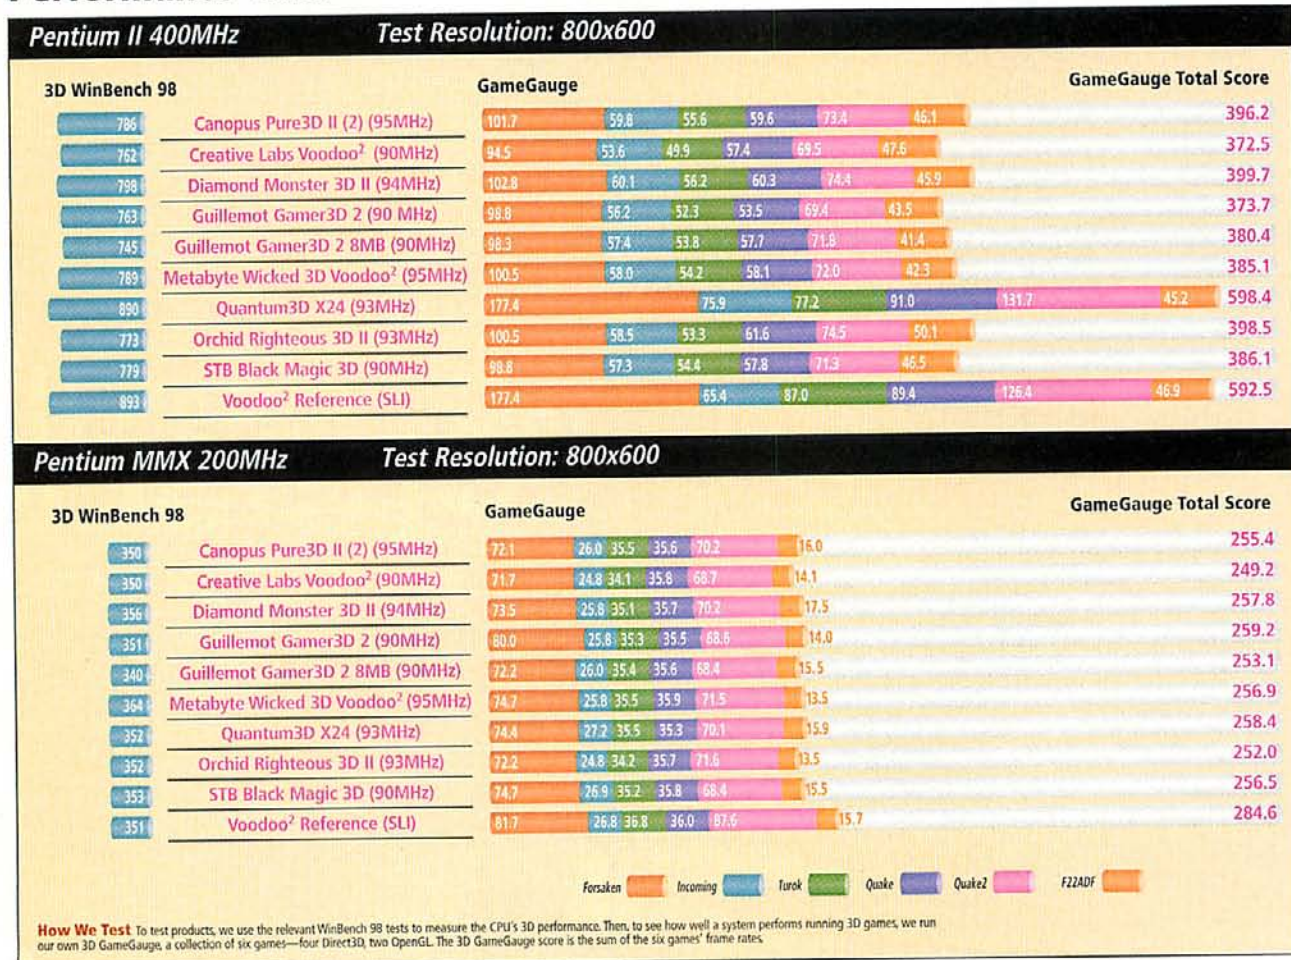 Pentium II 400MHz Test Resolution: 800x600
3D WinBench 98 GameGauge GameGauge Total Score
786 Canopus Pure3D II (2) (95MHz) 101.7 59.8 55.6 59.6 73.4 46.1 396.2
762 Creative Labs Voodoo² (90MHz) 94.5 53.6 49.9 57.4 69.5 47.6 372.5
798 Diamond Monster 3D II (94MHz) 102.8 60.1 56.2 60.3 74.4 45.9 399.7
763 Guillemot Gamer3D 2 (90 MHz) 98.8 56.2 52.3 53.5 69.4 43.5 373.7
745 Guillemot Gamer3D 2 8MB (90MHz) 98.3 57.4 53.8 57.7 71.8 41.4 380.4
789 Metabyte Wicked 3D Voodoo² (95MHz) 100.5 58.0 54.2 58.1 72.0 42.3 385.1
890 Quantum3D X24 (93MHz) 177.4 75.9 77.2 91.0 131.7 45.2 598.4
773 Orchid Righteous 3D II (93MHz) 100.5 58.5 53.3 61.6 74.5 50.1 398.5
779 STB Black Magic 3D (90MHz) 98.8 57.3 54.4 57.8 71.3 46.5 386.1
893 Voodoo² Reference (SLI) 177.4 65.4 87.0 89.4 126.4 46.9 592.5
Pentium MMX 200MHz Test Resolution: 800x600
3D WinBench 98 GameGauge GameGauge Total Score
350 Canopus Pure3D II (2) (95MHz) 72.1 26.0 35.5 35.6 70.2 16.0 255.4
350 Creative Labs Voodoo² (90MHz) 71.7 24.8 34.1 35.8 68.7 14.1 249.2
356 Diamond Monster 3D II (94MHz) 73.5 25.8 35.1 35.7 70.2 17.5 257.8
351 Guillemot Gamer3D 2 (90MHz) 80.0 25.8 35.3 35.5 68.6 14.0 259.2
340 Guillemot Gamer3D 2 8MB (90MHz) 72.2 26.0 35.4 35.6 68.4 15.5 253.1
364 Metabyte Wicked 3D Voodoo² (95MHz) 74.7 25.8 35.5 35.9 71.5 13.5 256.9
352 Quantum3D X24 (93MHz) 74.4 27.2 35.5 35.3 70.1 15.9 258.4
352 Orchid Righteous 3D II (93MHz) 72.2 24.8 34.2 35.7 71.6 13.5 252.0
353 STB Black Magic 3D (90MHz) 74.7 26.9 35.2 35.8 68.4 15.5 256.5
351 Voodoo² Reference (SLI) 81.7 26.8 36.8 36.0 87.6 15.7 284.6
Forsaken Incoming Turok Quake Quake2 F22ADF
How We Test To test products, we use the relevant WinBench 98 tests to measure the CPU's 3D performance. Then, to see how well a system performs running 3D games, we run
our own 3D GameGauge, a collection of six games—four Direct3D, two OpenGL. The 3D GameGauge score is the sum of the six games' frame rates.